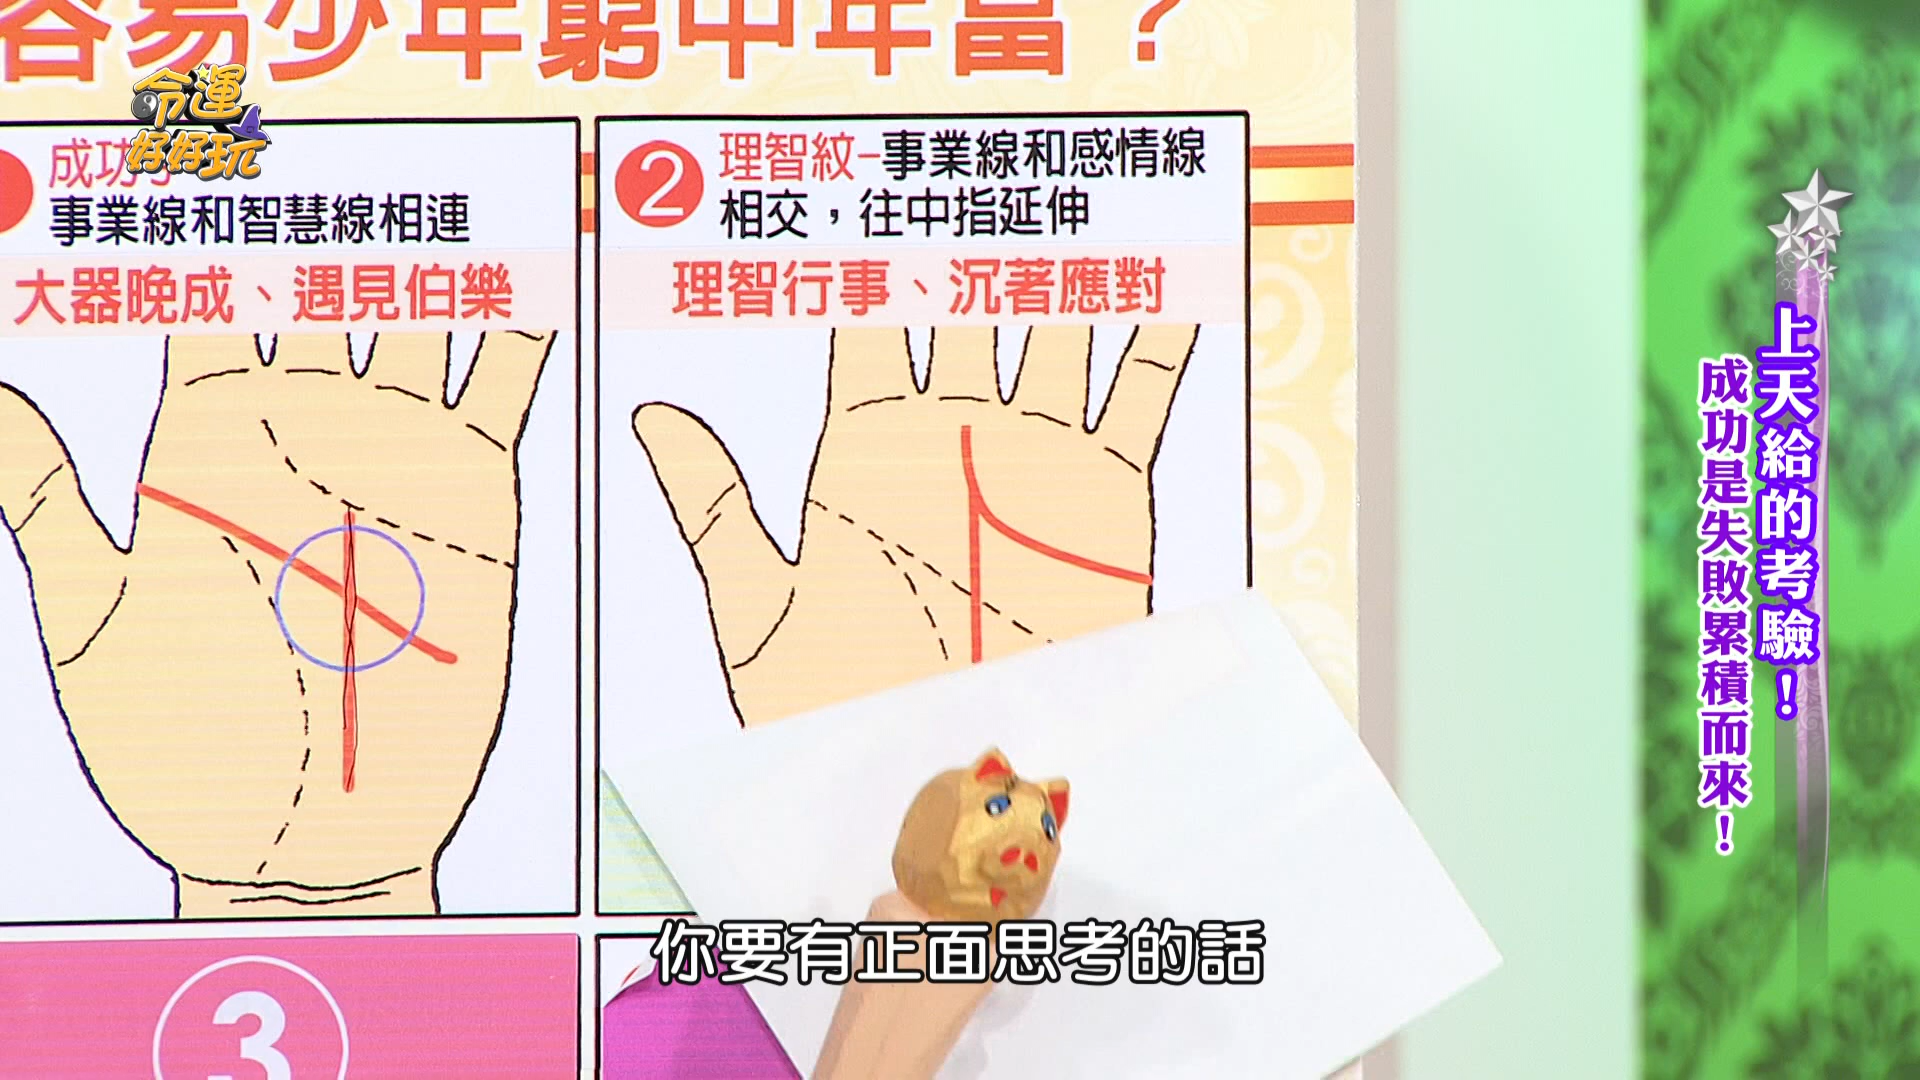 容易少年窮中年富？
命運
好好玩
成功
事業線和智慧線相連
大器晚成、遇見伯樂
2
理智紋-事業線和感情線
相交，往中指延伸
理智行事、沉著應對
3
上天給的考驗！
成功是失敗累積而來！
你要有正面思考的話